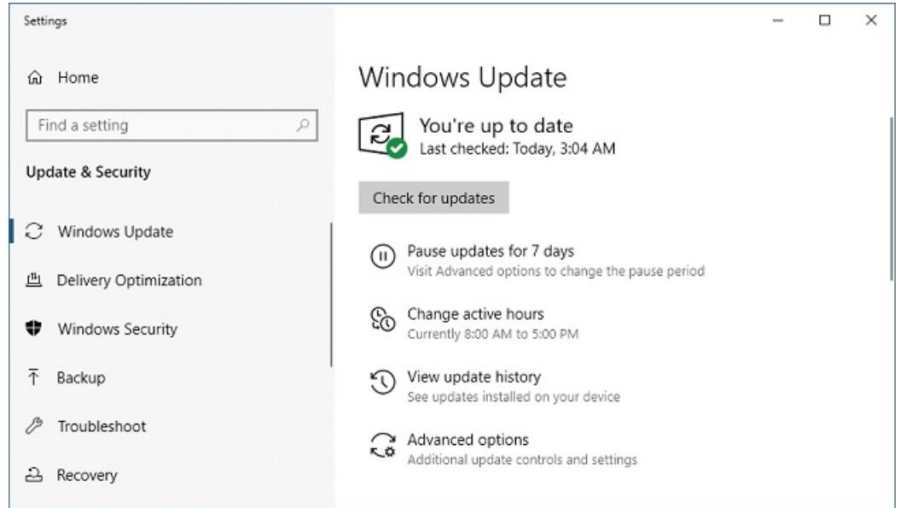 Settings
Home
Find a setting
Update & Security
Windows Update
Delivery Optimization
Windows Security
Backup
Troubleshoot
Recovery
Windows Update
You're up to date
Last checked: Today, 3:04 AM
Check for updates
Pause updates for 7 days
Visit Advanced options to change the pause period
Change active hours
Currently 8:00 AM to 5:00 PM
View update history
See updates installed on your device
Advanced options
Additional update controls and settings